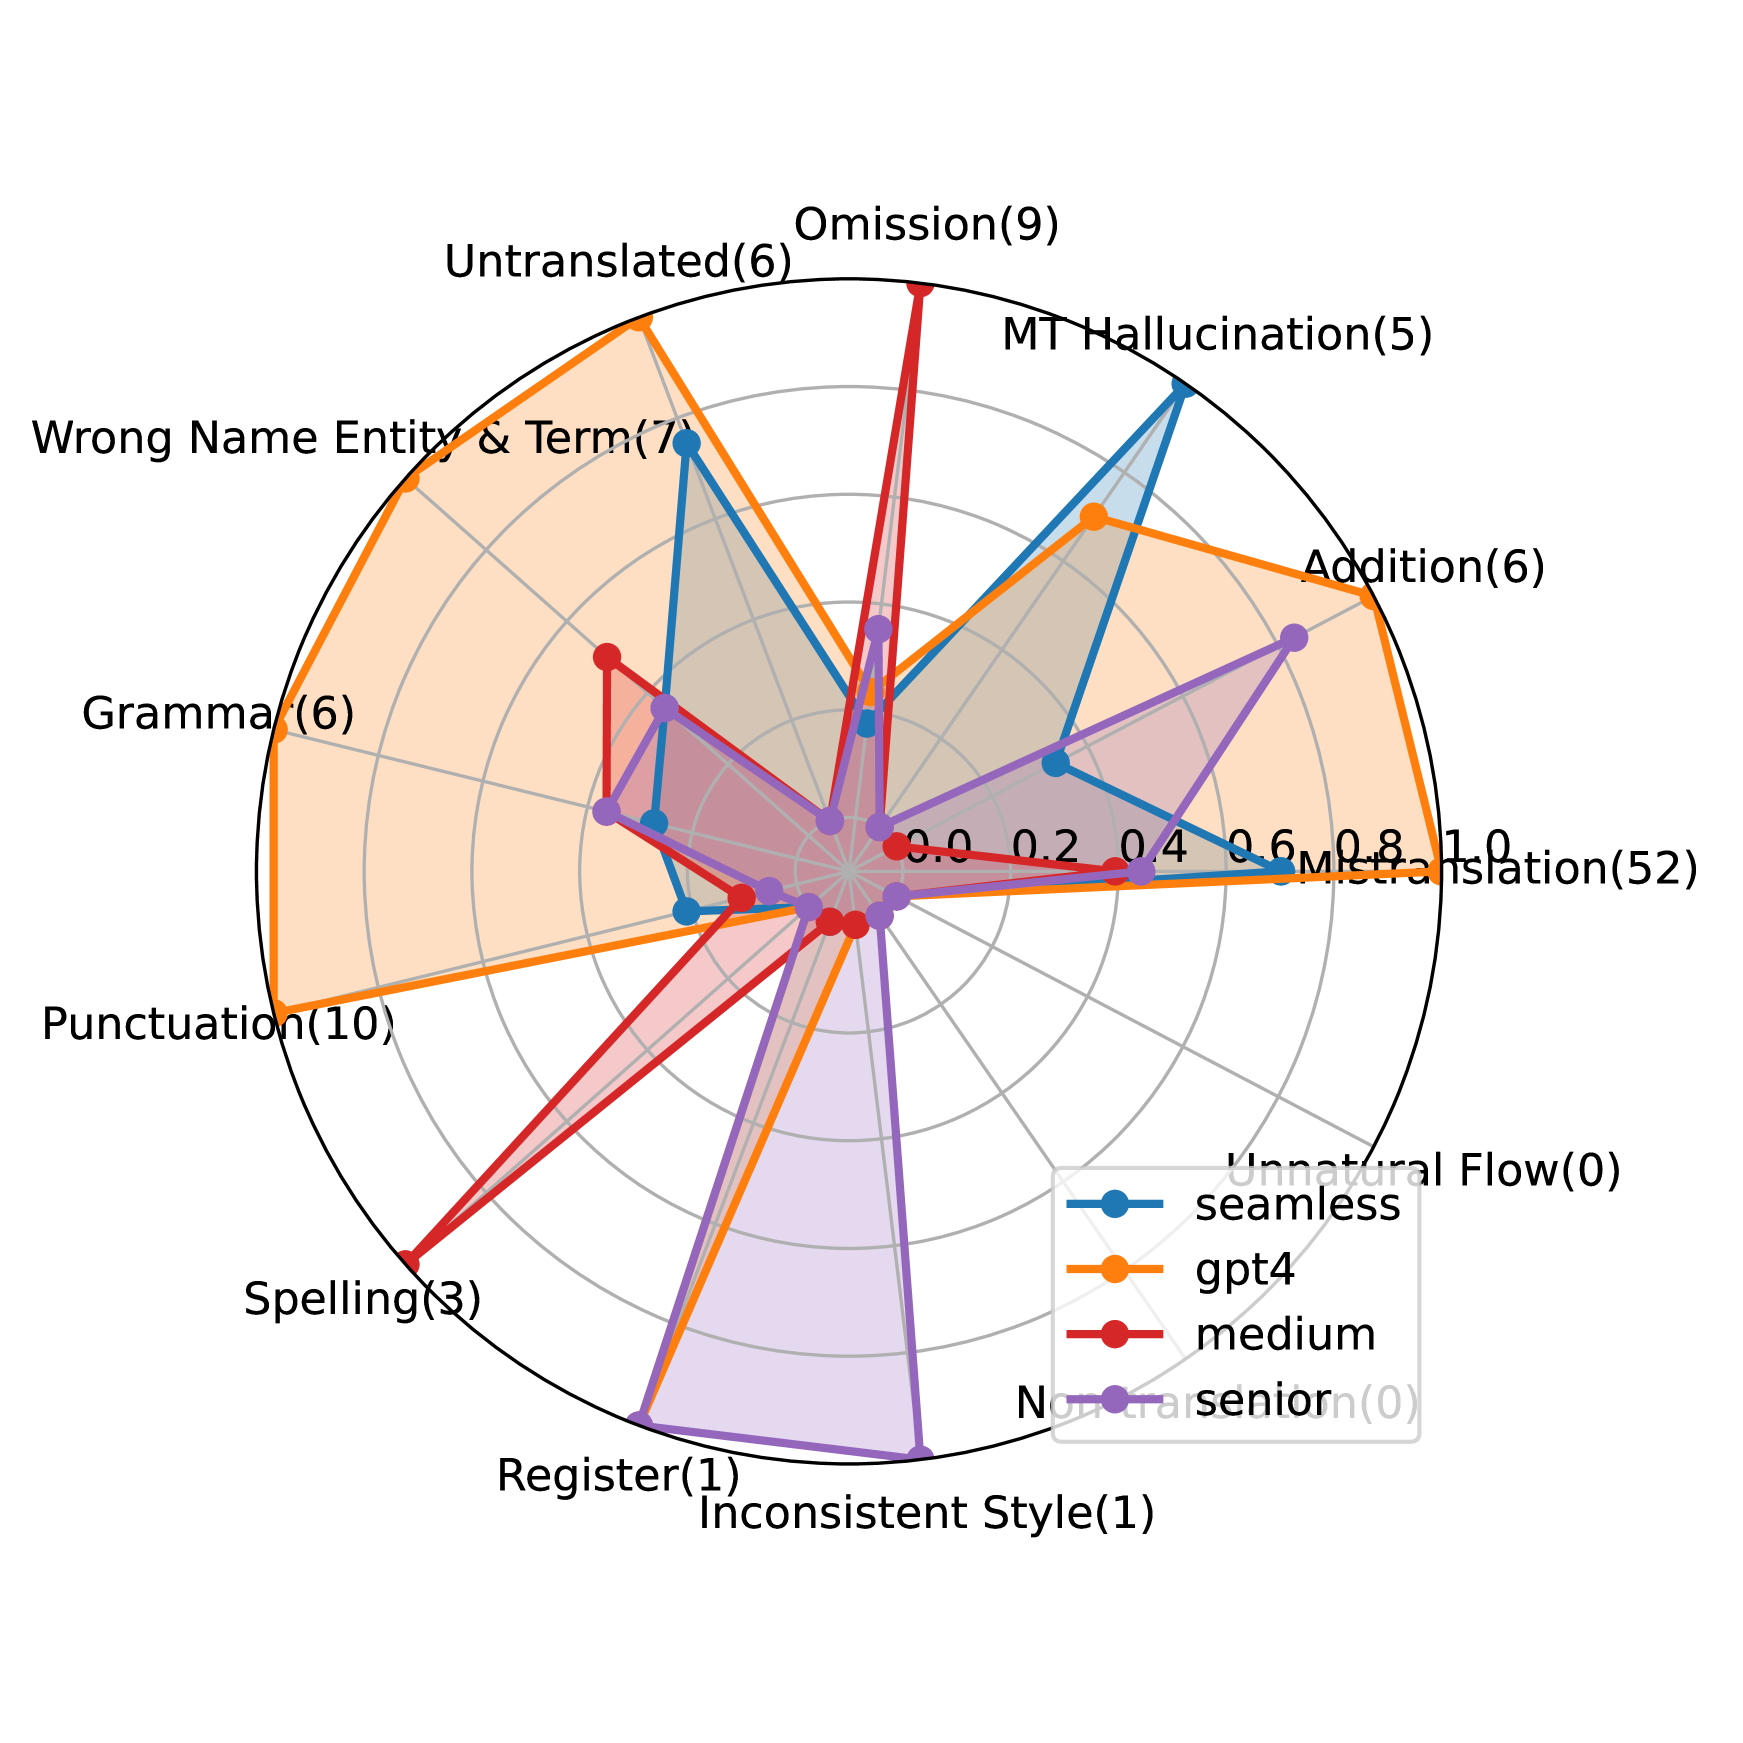 Omission(9)
Untranslated(6)
MT Hallucination(5)
Wrong Name Entity & Term(7)
Addition(6)
Grammar(6)
0.0
0.2
0.4
0.6
0.8
1.0
Mistranslation(52)
Punctuation(10)
Unnatural Flow(0)
seamless
gpt4
medium
senior
Spelling(3)
Non-translation(0)
Register(1)
Inconsistent Style(1)